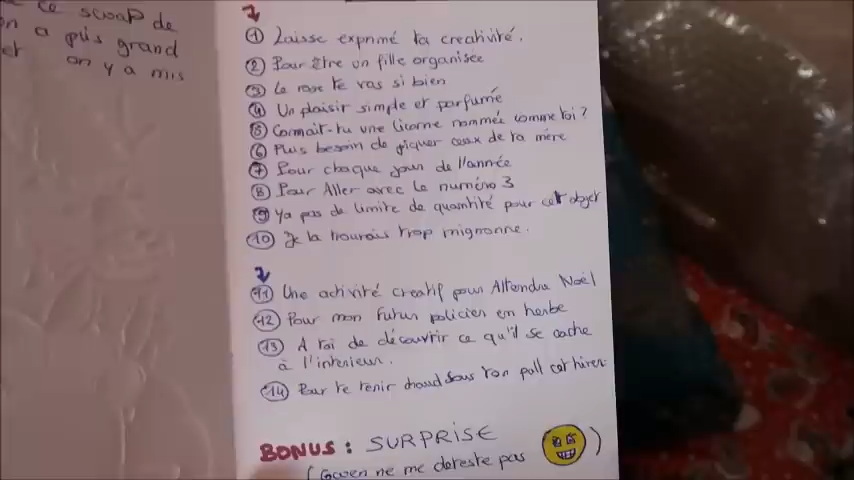 ce scoop de
on a pris grand
et on y a mis
① Laisse exprimé ta creativité.
② Pour être un fille organisée
③ Le rose te vas si bien
④ Un plaisir simple et parfumé
⑤ Connait-tu une licorne nommée comme toi ?
⑥ Plus besoin de piquer ceux de ta mère
⑦ Pour chaque jour de l'année
⑧ Pour Aller avec le numéro 3
⑨ Ya pas de limite de quantité pour cet objet
⑩ Je la trouvais trop mignonne.
⑪ Une activité creatif pour Attendre Noël
⑫ Pour mon futur policier en herbe
⑬ A toi de découvrir ce qu'il se cache
à l'interieur.
⑭ Pour te tenir chaud sous ton pull cet hiver.
BONUS : SURPRISE
(Gwen ne me deteste pas )